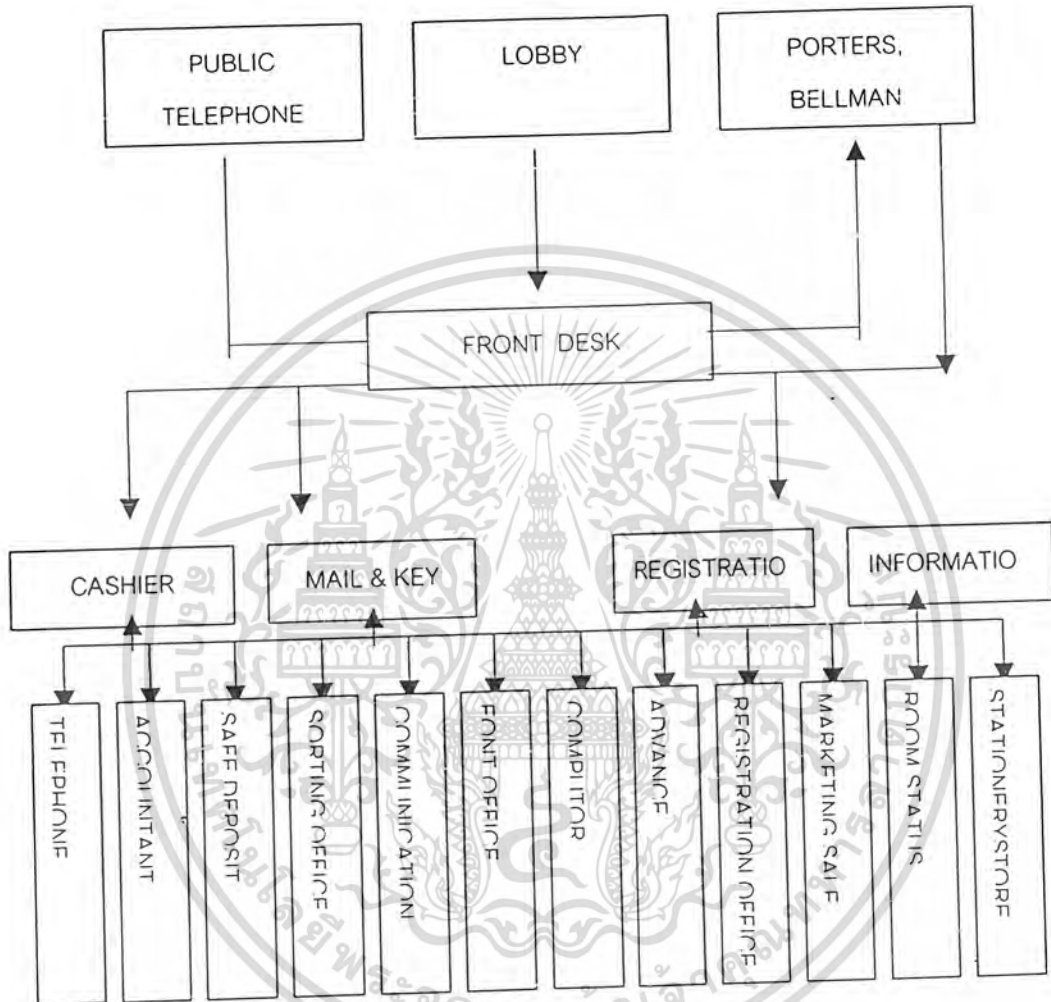 PUBLIC
TELEPHONE
LOBBY
PORTERS,
BELLMAN
FRONT DESK
CASHIER
MAIL & KEY
REGISTRATIO
INFORMATIO
TELEPHONE
ACCOUNTANT
SAFE DEPOSIT
SORTING OFFICE
COMMUNICATION
FONT OFFICE
COMPUTOR
ADVANCE
REGISTRATION OFFICE
MARKETING SALE
ROOM STATUS
STATIONERYSTORE